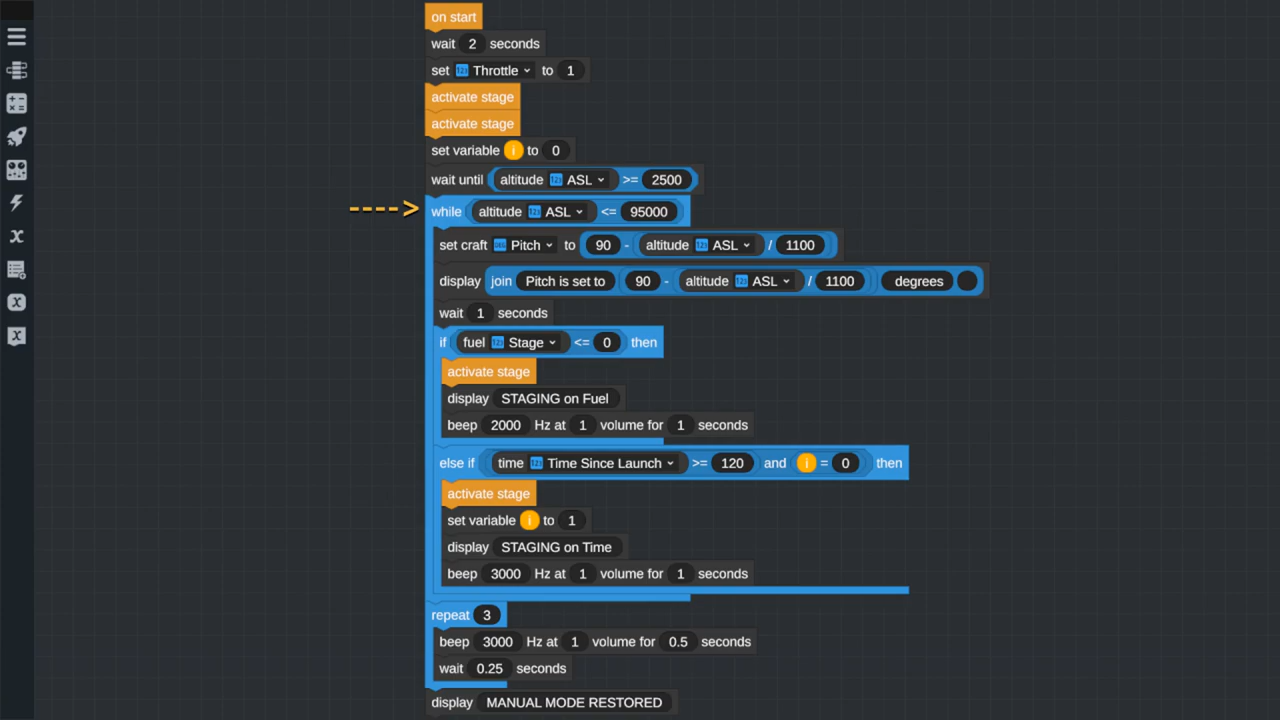 on start
wait 2 seconds
set Throttle to 1
activate stage
activate stage
set variable i to 0
wait until altitude ASL >= 2500
while altitude ASL <= 95000
set craft Pitch to 90 - altitude ASL / 1100
display join Pitch is set to 90 - altitude ASL / 1100 degrees
wait 1 seconds
if fuel Stage <= 0 then
activate stage
display STAGING on Fuel
beep 2000 Hz at 1 volume for 1 seconds
else if time Time Since Launch >= 120 and i = 0 then
activate stage
set variable i to 1
display STAGING on Time
beep 3000 Hz at 1 volume for 1 seconds
repeat 3
beep 3000 Hz at 1 volume for 0.5 seconds
wait 0.25 seconds
display MANUAL MODE RESTORED